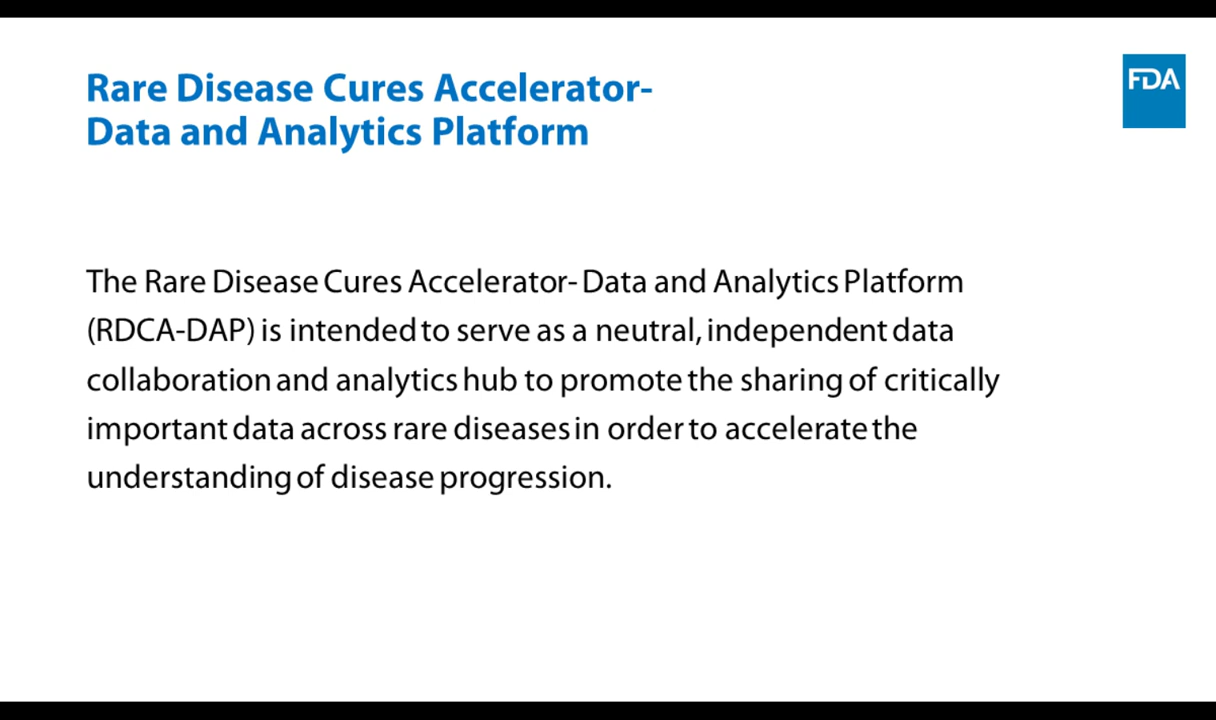 Rare Disease Cures Accelerator-
Data and Analytics Platform
FDA
The Rare Disease Cures Accelerator- Data and Analytics Platform
(RDCA-DAP) is intended to serve as a neutral, independent data
collaboration and analytics hub to promote the sharing of critically
important data across rare diseases in order to accelerate the
understanding of disease progression.